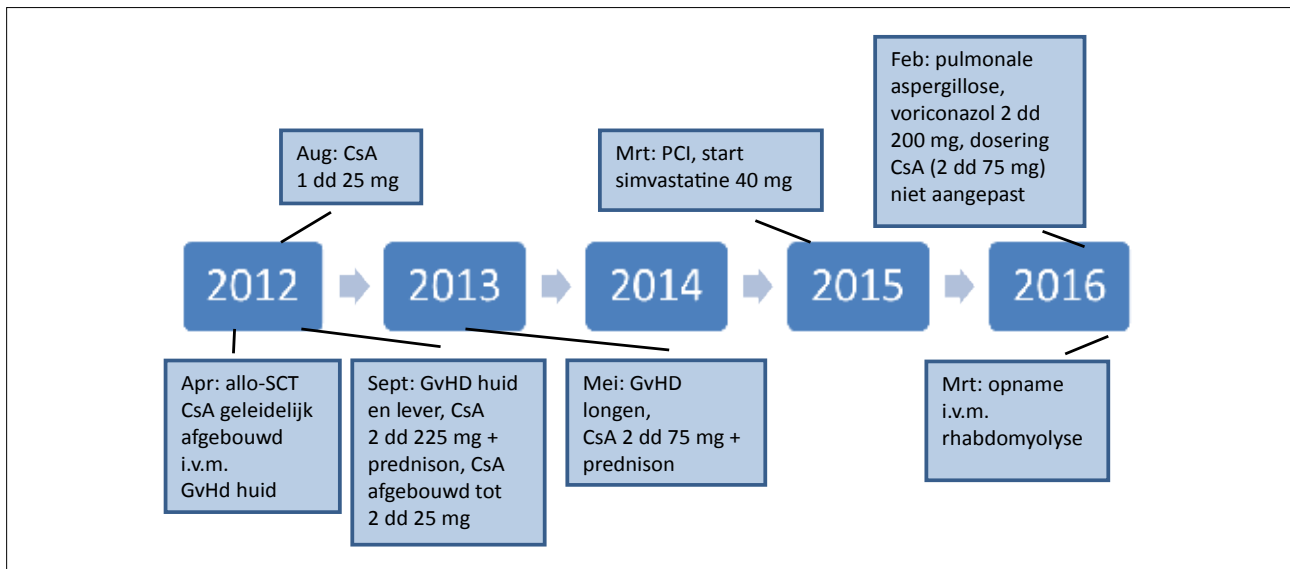 Feb: pulmonale
aspergillose,
voriconazol 2 dd
200 mg, dosering
CsA (2 dd 75 mg)
niet aangepast
Aug: CsA
1 dd 25 mg
Mrt: PCI, start
simvastatine 40 mg
2012
2013
2014
2015
2016
Apr: allo-SCT
CsA geleidelijk
afgebouwd
i.v.m.
GvHd huid
Sept: GvHD huid
en lever, CsA
2 dd 225 mg +
prednison, CsA
afgebouwd tot
2 dd 25 mg
Mei: GvHD
longen,
CsA 2 dd 75 mg +
prednison
Mrt: opname
i.v.m.
rhabdomyolyse